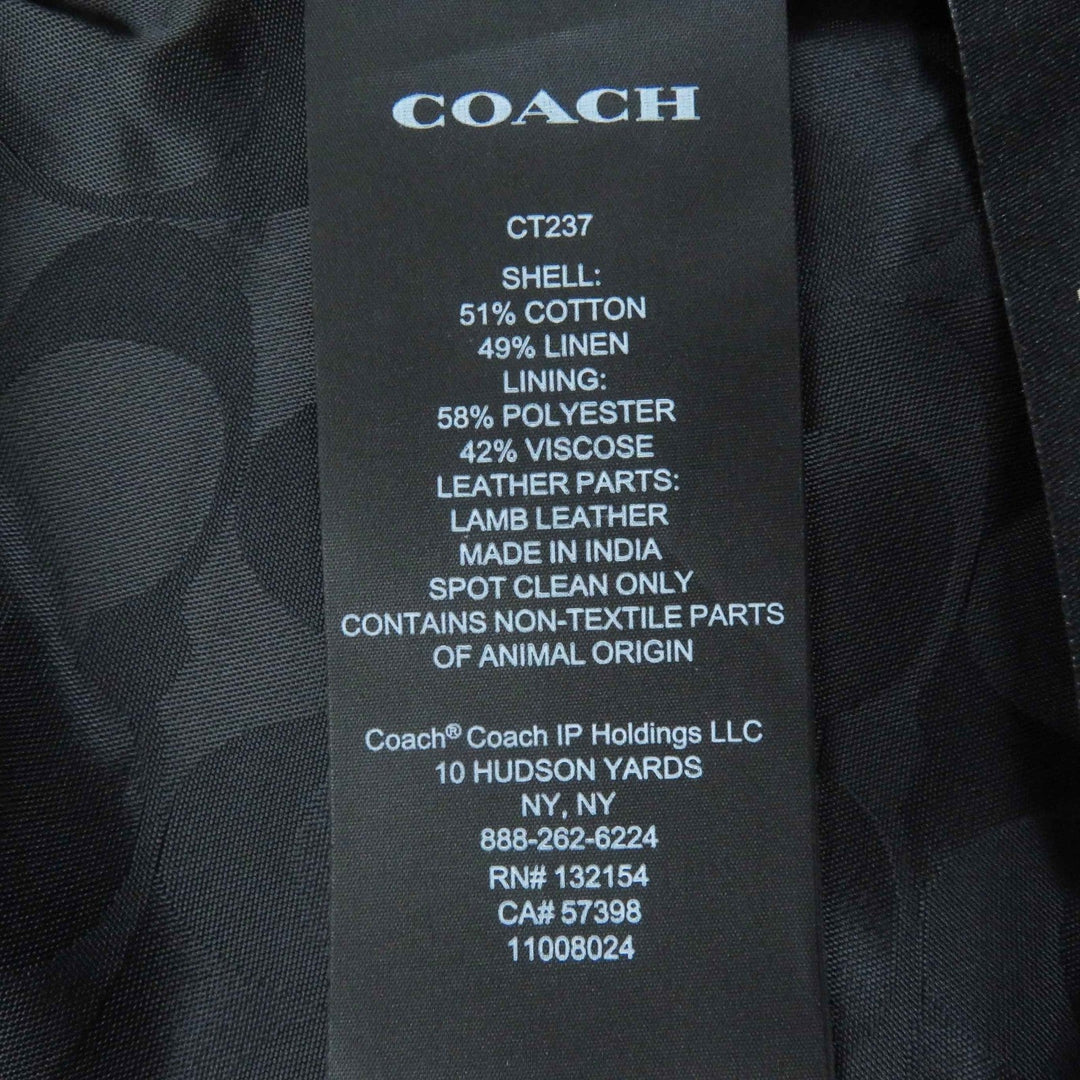 COACH
CT237
SHELL:
51% COTTON
49% LINEN
LINING:
58% POLYESTER
42% VISCOSE
LEATHER PARTS:
LAMB LEATHER
MADE IN INDIA
SPOT CLEAN ONLY
CONTAINS NON-TEXTILE PARTS
OF ANIMAL ORIGIN
Coach® Coach IP Holdings LLC
10 HUDSON YARDS
NY, NY
888-262-6224
RN# 132154
CA# 57398
11008024